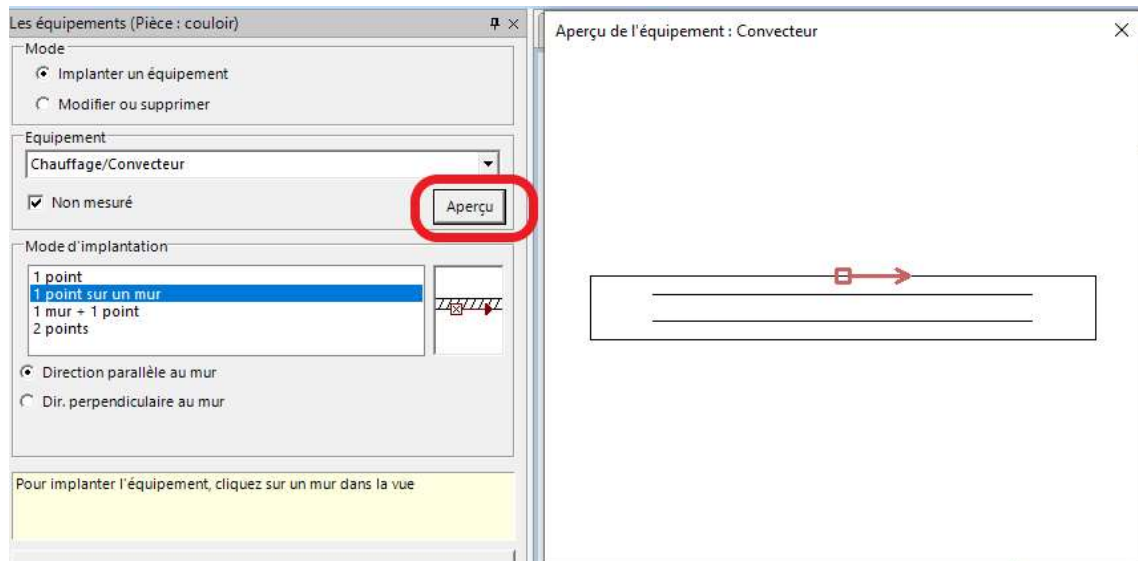 Les équipements (Pièce : couloir)
Mode
Implanter un équipement
Modifier ou supprimer
Equipement
Chauffage/Convecteur
Non mesuré
Aperçu
Mode d'implantation
1 point
1 point sur un mur
1 mur + 1 point
2 points
Direction parallèle au mur
Dir. perpendiculaire au mur
Pour implanter l'équipement, cliquez sur un mur dans la vue
Aperçu de l'équipement : Convecteur